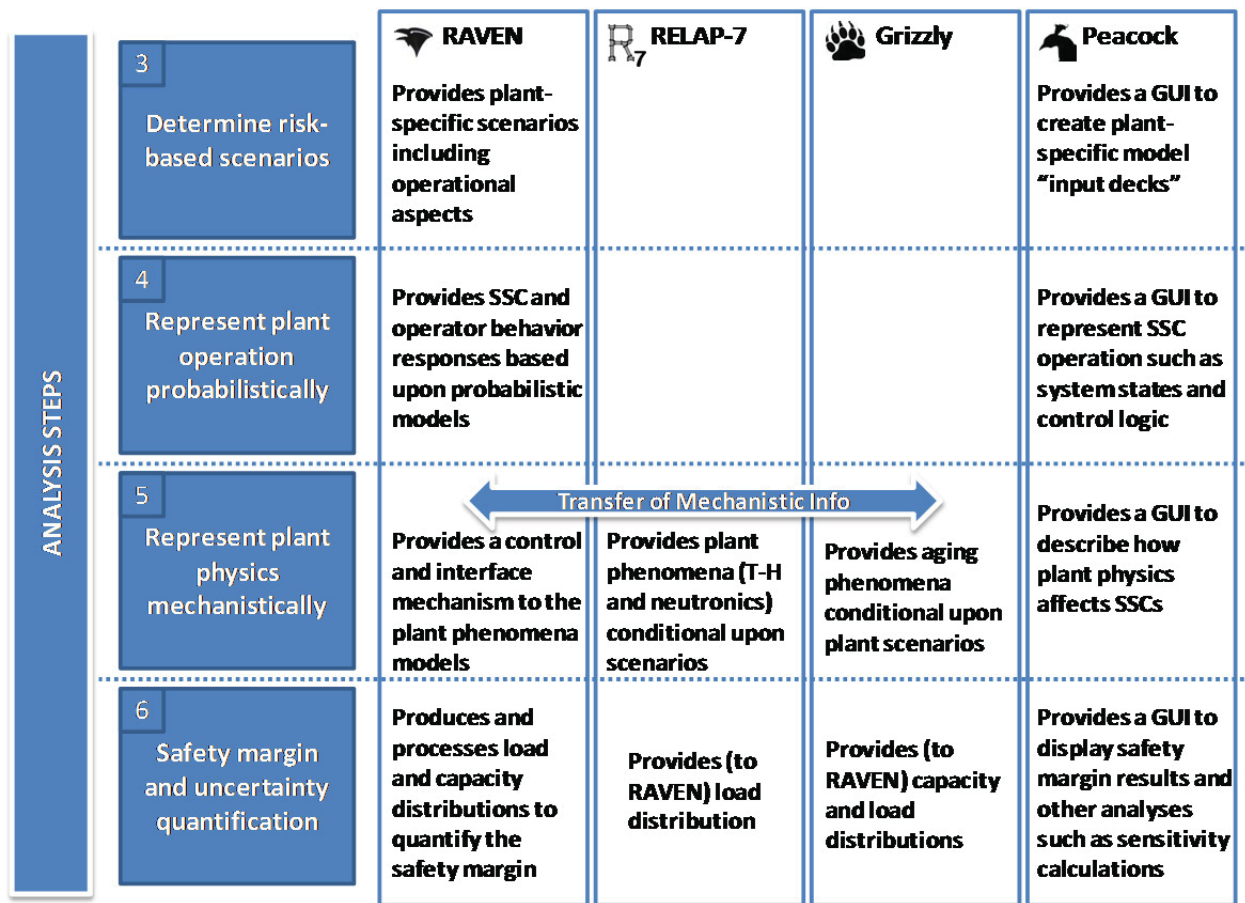 ANALYSIS STEPS
RAVEN
R7 RELAP-7
Grizzly
Peacock
3
Determine risk-
based scenarios
Provides plant-
specific scenarios
including
operational
aspects
Provides a GUI to
create plant-
specific model
“input decks”
4
Represent plant
operation
probabilistically
Provides SSC and
operator behavior
responses based
upon probabilistic
models
Provides a GUI to
represent SSC
operation such as
system states and
control logic
5
Represent plant
physics
mechanistically
Transfer of Mechanistic Info
Provides a control
and interface
mechanism to the
plant phenomena
models
Provides plant
phenomena (T-H
and neutronics)
conditional upon
scenarios
Provides aging
phenomena
conditional upon
plant scenarios
Provides a GUI to
describe how
plant physics
affects SSCs
6
Safety margin
and uncertainty
quantification
Produces and
processes load
and capacity
distributions to
quantify the
safety margin
Provides (to
RAVEN) load
distribution
Provides (to
RAVEN) capacity
and load
distributions
Provides a GUI to
display safety
margin results and
other analyses
such as sensitivity
calculations